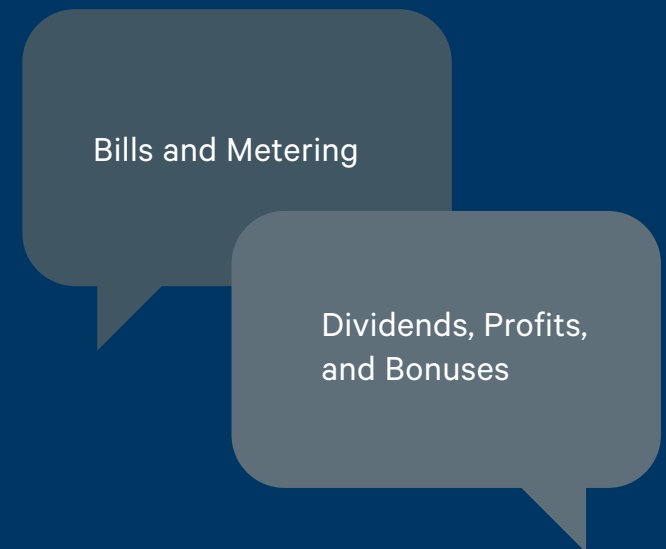 Bills and Metering
Dividends, Profits,
and Bonuses